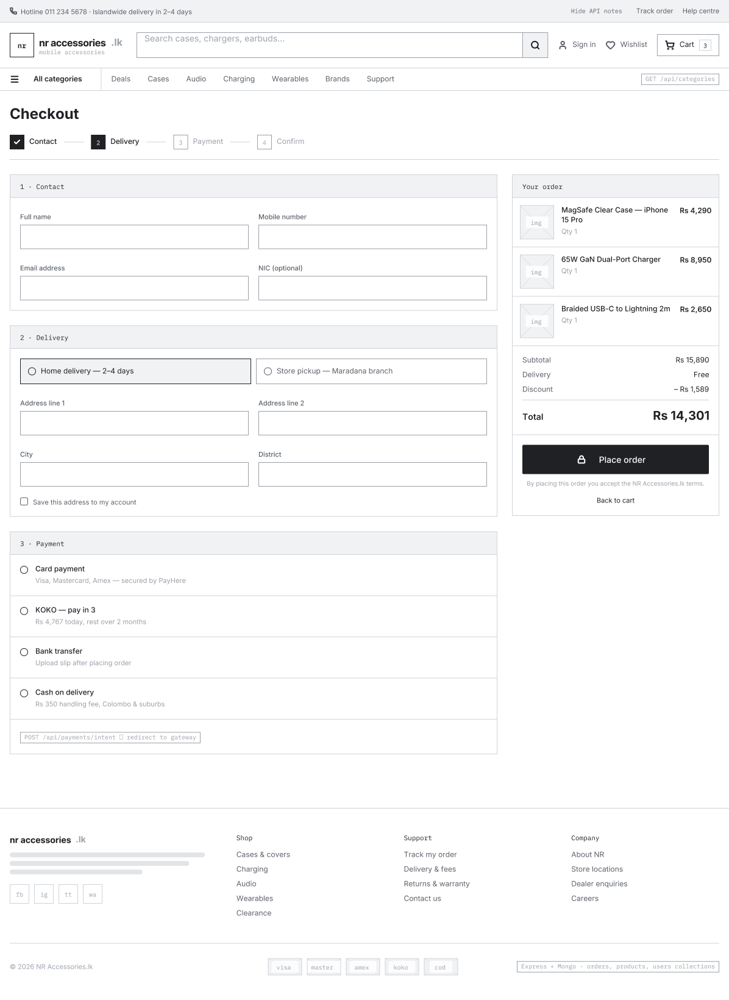 Hotline 011 234 5678 · Islandwide delivery in 2–4 days
Hide API notes
Track order
Help centre
nr
nr accessories .lk
mobile accessories
Search cases, chargers, earbuds...
Sign in
Wishlist
Cart 3
All categories
Deals
Cases
Audio
Charging
Wearables
Brands
Support
GET /api/categories
Checkout
Contact
2 Delivery
3 Payment
4 Confirm
1 · Contact
Full name
Mobile number
Email address
NIC (optional)
2 · Delivery
Home delivery — 2–4 days
Store pickup — Maradana branch
Address line 1
Address line 2
City
District
Save this address to my account
3 · Payment
Card payment
Visa, Mastercard, Amex — secured by PayHere
KOKO — pay in 3
Rs 4,767 today, rest over 2 months
Bank transfer
Upload slip after placing order
Cash on delivery
Rs 350 handling fee, Colombo & suburbs
POST /api/payments/intent redirect to gateway
Your order
img
MagSafe Clear Case — iPhone
15 Pro
Rs 4,290
Qty 1
img
65W GaN Dual-Port Charger
Rs 8,950
Qty 1
img
Braided USB-C to Lightning 2m
Rs 2,650
Qty 1
Subtotal Rs 15,890
Delivery Free
Discount – Rs 1,589
Total Rs 14,301
Place order
By placing this order you accept the NR Accessories.lk terms.
Back to cart
nr accessories .lk
fb
ig
tt
wa
Shop
Cases & covers
Charging
Audio
Wearables
Clearance
Support
Track my order
Delivery & fees
Returns & warranty
Contact us
Company
About NR
Store locations
Dealer enquiries
Careers
© 2026 NR Accessories.lk
visa
master
amex
koko
cod
Express + Mongo · orders, products, users collections